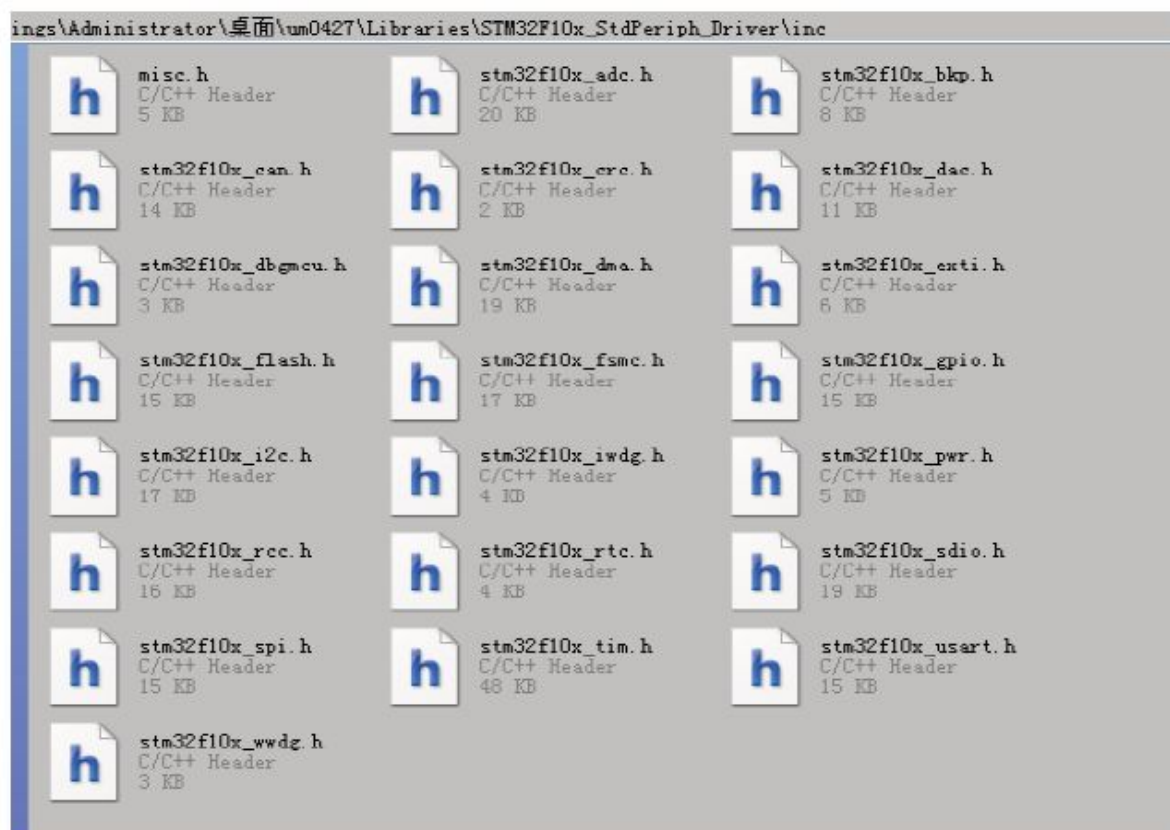 ings\Administrator\桌面\um0427\Libraries\STM32F10x_StdPeriph_Driver\inc
misc.h
C/C++ Header
5 KB
stm32f10x_adc.h
C/C++ Header
20 KB
stm32f10x_bkp.h
C/C++ Header
8 KB
stm32f10x_can.h
C/C++ Header
14 KB
stm32f10x_crc.h
C/C++ Header
2 KB
stm32f10x_dac.h
C/C++ Header
11 KB
stm32f10x_dbgmcu.h
C/C++ Header
3 KB
stm32f10x_dma.h
C/C++ Header
19 KB
stm32f10x_exti.h
C/C++ Header
6 KB
stm32f10x_flash.h
C/C++ Header
15 KB
stm32f10x_fsmc.h
C/C++ Header
17 KB
stm32f10x_gpio.h
C/C++ Header
15 KB
stm32f10x_i2c.h
C/C++ Header
17 KB
stm32f10x_iwdg.h
C/C++ Header
4 KB
stm32f10x_pwr.h
C/C++ Header
5 KB
stm32f10x_rcc.h
C/C++ Header
16 KB
stm32f10x_rtc.h
C/C++ Header
4 KB
stm32f10x_sdio.h
C/C++ Header
19 KB
stm32f10x_spi.h
C/C++ Header
15 KB
stm32f10x_tim.h
C/C++ Header
48 KB
stm32f10x_usart.h
C/C++ Header
15 KB
stm32f10x_wwdg.h
C/C++ Header
3 KB